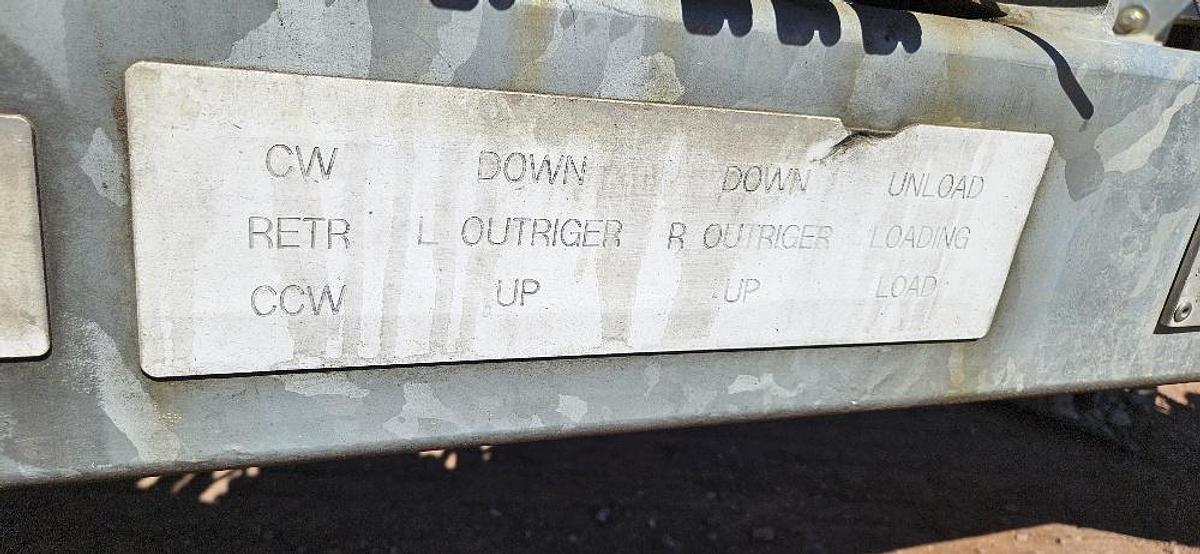 CW DOWN DOWN UNLOAD
RETR L OUTRIGER R OUTRIGER LOADING
CCW UP UP LOAD